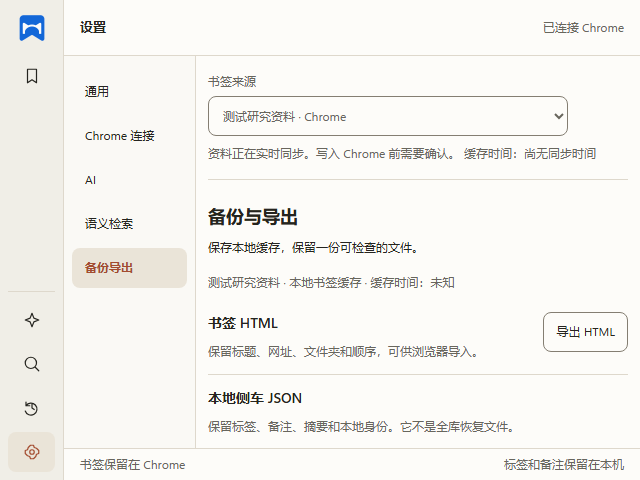 设置
已连接 Chrome
通用
Chrome 连接
AI
语义检索
备份导出
书签来源
测试研究资料 · Chrome
资料正在实时同步。写入 Chrome 前需要确认。 缓存时间：尚无同步时间
备份与导出
保存本地缓存，保留一份可检查的文件。
测试研究资料 · 本地书签缓存 · 缓存时间：未知
书签 HTML
保留标题、网址、文件夹和顺序，可供浏览器导入。
导出 HTML
本地侧车 JSON
保留标签、备注、摘要和本地身份。它不是全库恢复文件。
书签保留在 Chrome
标签和备注保留在本机